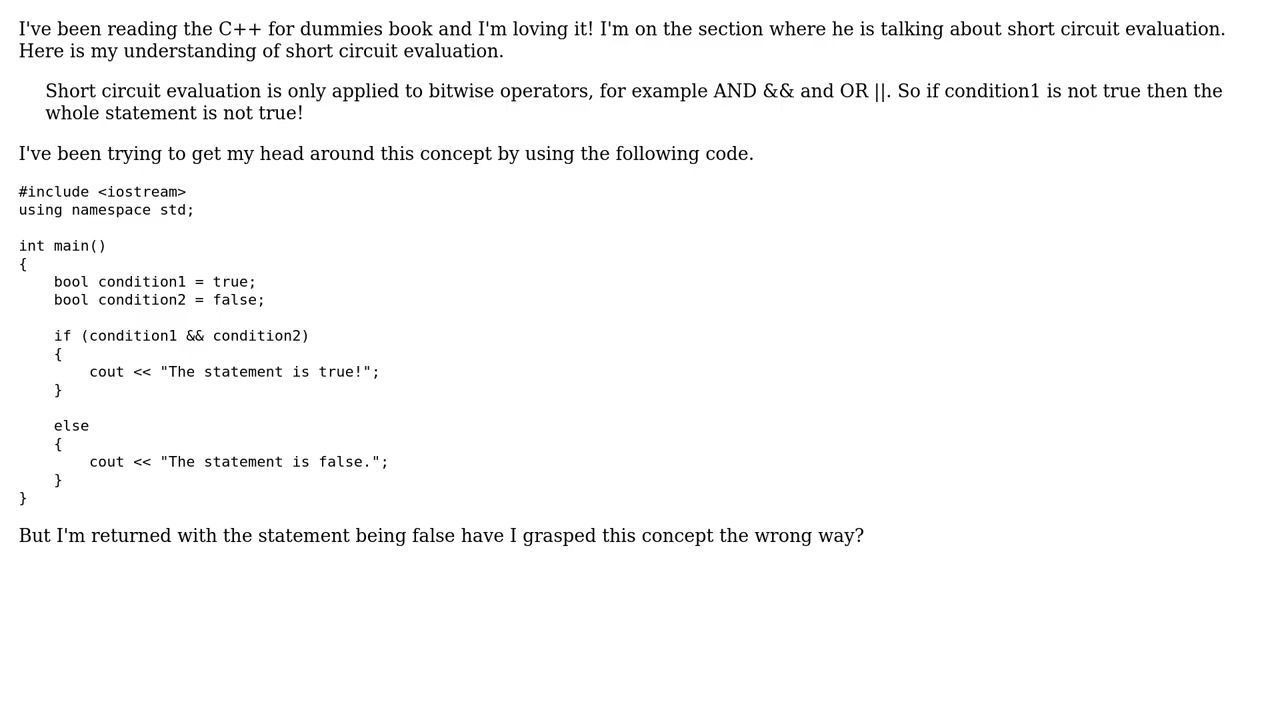 I've been reading the C++ for dummies book and I'm loving it! I'm on the section where he is talking about short circuit evaluation.
Here is my understanding of short circuit evaluation.
Short circuit evaluation is only applied to bitwise operators, for example AND && and OR ||. So if condition1 is not true then the
whole statement is not true!
I've been trying to get my head around this concept by using the following code.
#include <iostream>
using namespace std;
int main()
{
    bool condition1 = true;
    bool condition2 = false;
    if (condition1 && condition2)
    {
        cout << "The statement is true!";
    }
    else
    {
        cout << "The statement is false.";
    }
}
But I'm returned with the statement being false have I grasped this concept the wrong way?